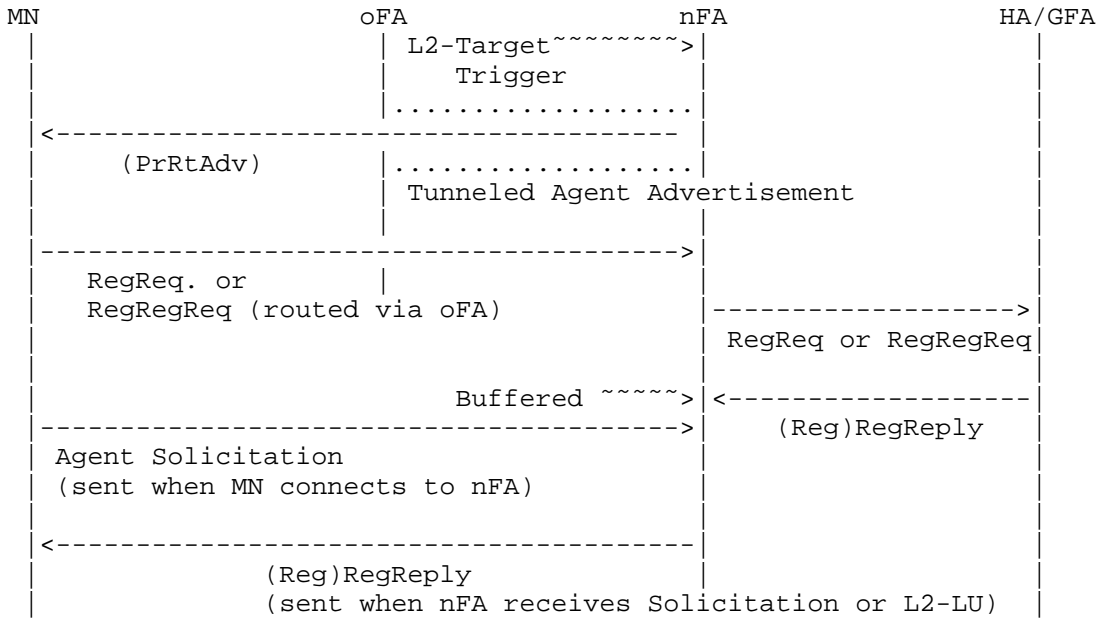 MN oFA nFA HA/GFA
L2-Target~~~~~~~~>
Trigger
(PrRtAdv)
Tunneled Agent Advertisement
RegReq. or
RegRegReq (routed via oFA)
RegReq or RegRegReq
Buffered ~~~~~>
(Reg)RegReply
Agent Solicitation
(sent when MN connects to nFA)
(Reg)RegReply
(sent when nFA receives Solicitation or L2-LU)